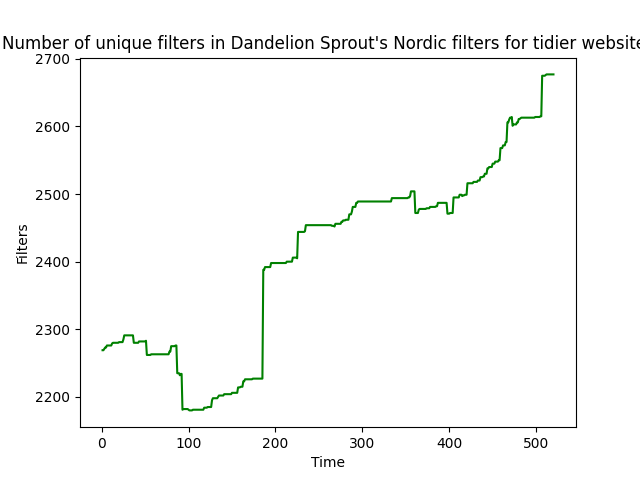 Number of unique filters in Dandelion Sprout's Nordic filters for tidier website
2700
2600
2500
2400
2300
2200
Filters
0 100 200 300 400 500
Time